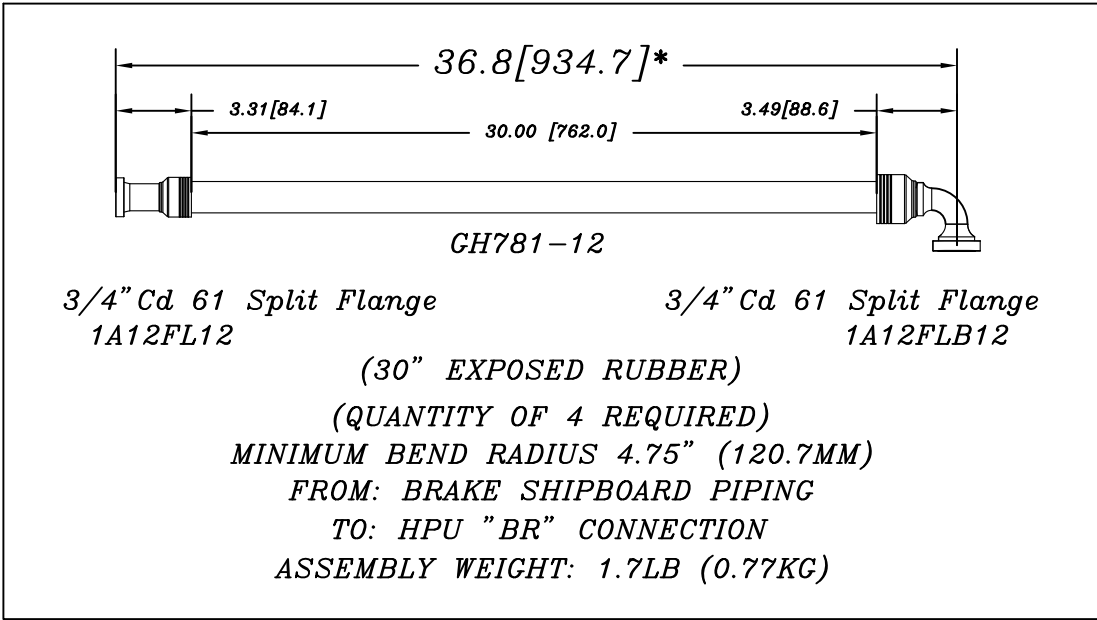 36.8[934.7]*
3.31[84.1]
3.49[88.6]
30.00 [762.0]
GH781-12
3/4" Cd 61 Split Flange
1A12FL12
3/4" Cd 61 Split Flange
1A12FLB12
(30" EXPOSED RUBBER)
(QUANTITY OF 4 REQUIRED)
MINIMUM BEND RADIUS 4.75" (120.7MM)
FROM: BRAKE SHIPBOARD PIPING
TO: HPU "BR" CONNECTION
ASSEMBLY WEIGHT: 1.7LB (0.77KG)